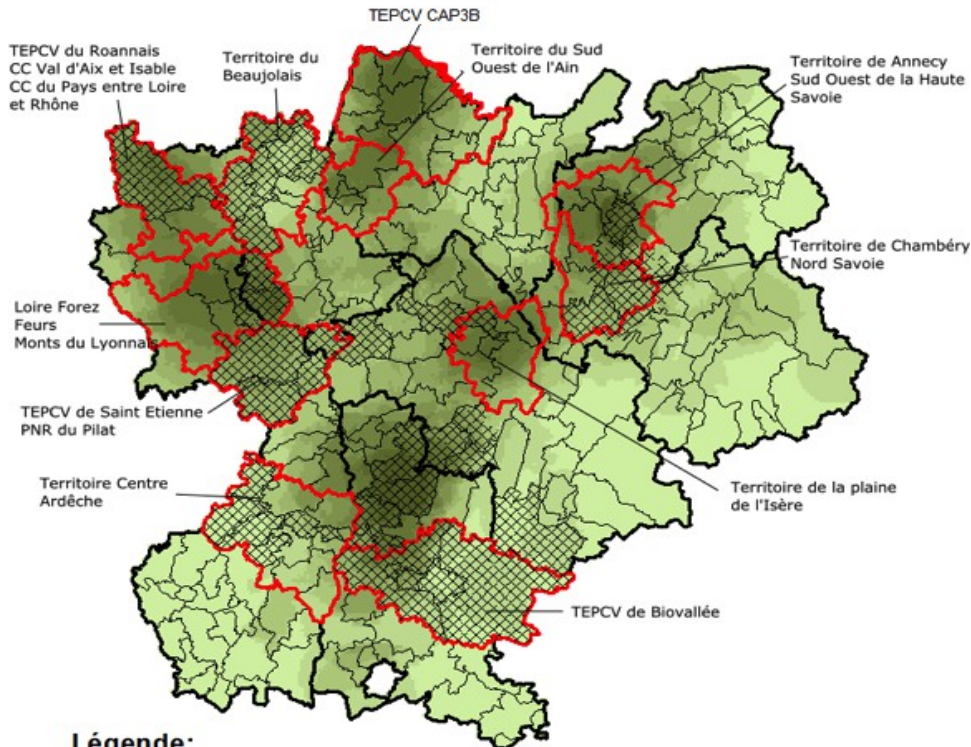 TEPCV CAP3B
TEPCV du Roannais
CC Val d'Aix et Isable
CC du Pays entre Loire
et Rhône
Territoire du
Beaujolais
Territoire du Sud
Ouest de l'Ain
Territoire de Annecy
Sud Ouest de la Haute
Savoie
Territoire de Chambéry
Nord Savoie
Loire Forez
Feurs
Monts du Lyonnais
TEPCV de Saint Etienne
PNR du Pilat
Territoire Centre
Ardêche
Territoire de la plaine
de l'Isère
TEPCV de Biovallée
Légende: